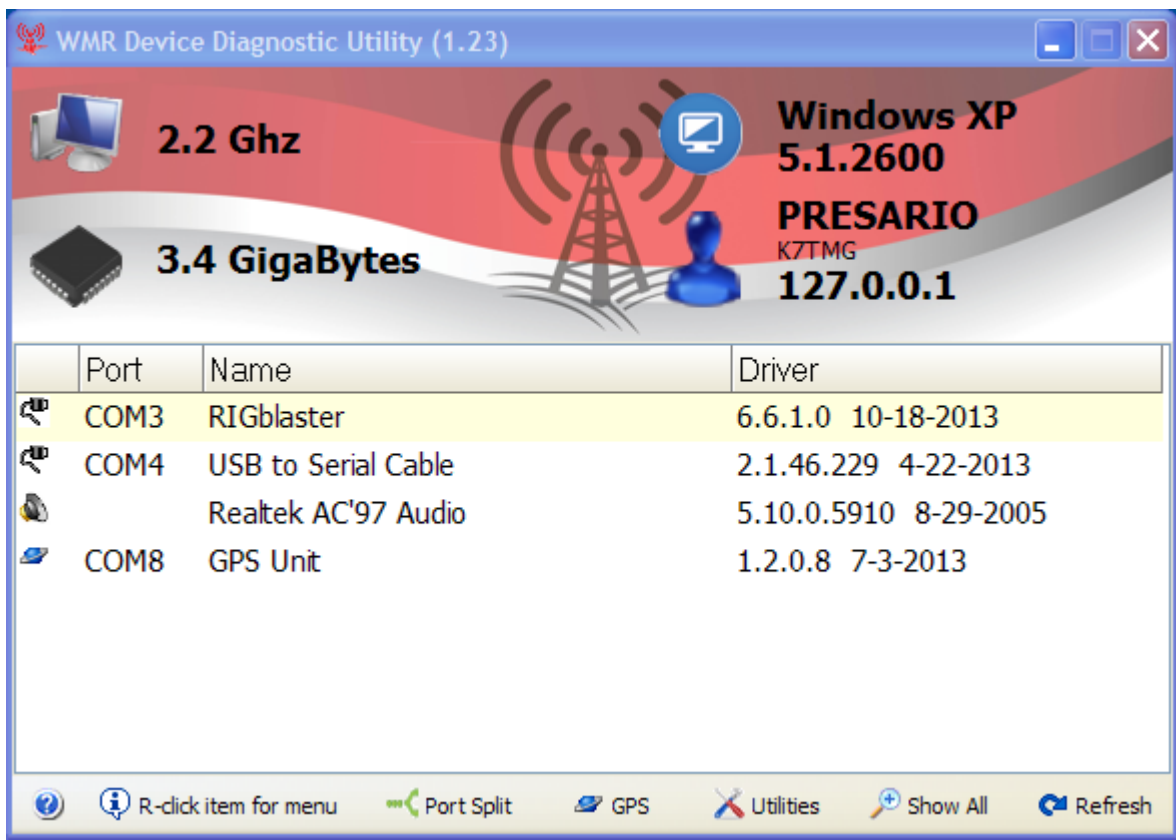 WMR Device Diagnostic Utility (1.23)
2.2 Ghz
Windows XP
5.1.2600
3.4 GigaBytes
PRESARIO
K7TMG
127.0.0.1
Port Name Driver
COM3 RIGblaster 6.6.1.0 10-18-2013
COM4 USB to Serial Cable 2.1.46.229 4-22-2013
Realtek AC'97 Audio 5.10.0.5910 8-29-2005
COM8 GPS Unit 1.2.0.8 7-3-2013
R-click item for menu Port Split GPS Utilities Show All Refresh